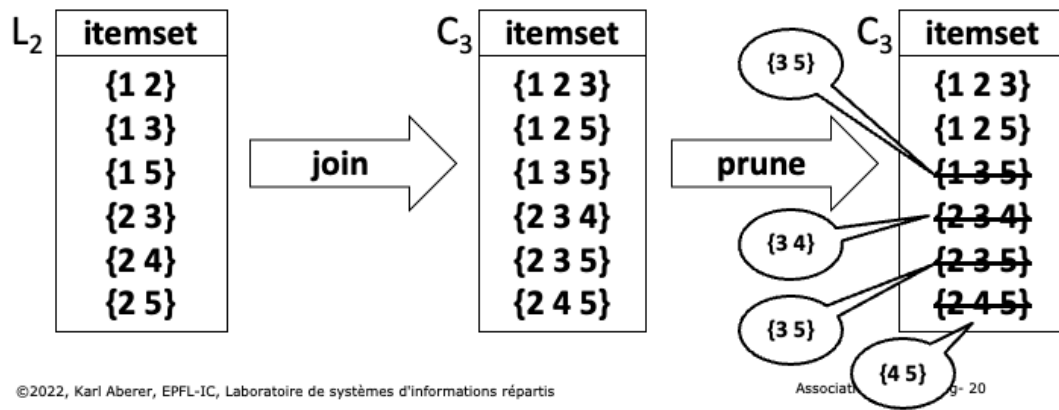 L2
itemset
{1 2}
{1 3}
{1 5}
{2 3}
{2 4}
{2 5}
join
C3
itemset
{1 2 3}
{1 2 5}
{1 3 5}
{2 3 4}
{2 3 5}
{2 4 5}
prune
C3
itemset
{1 2 3}
{1 2 5}
{1 3 5}
{2 3 4}
{2 3 5}
{2 4 5}
{3 5}
{3 4}
{3 5}
{4 5}
©2022, Karl Aberer, EPFL-IC, Laboratoire de systèmes d'informations répartis
g- 20